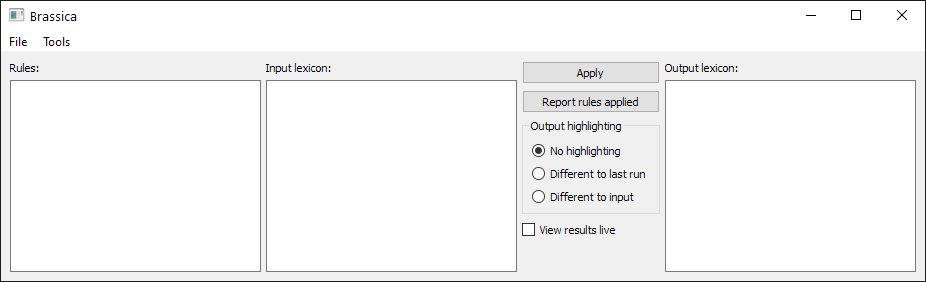 Brassica
File Tools
Rules:
Input lexicon:
Apply
Report rules applied
Output highlighting
No highlighting
Different to last run
Different to input
View results live
Output lexicon: